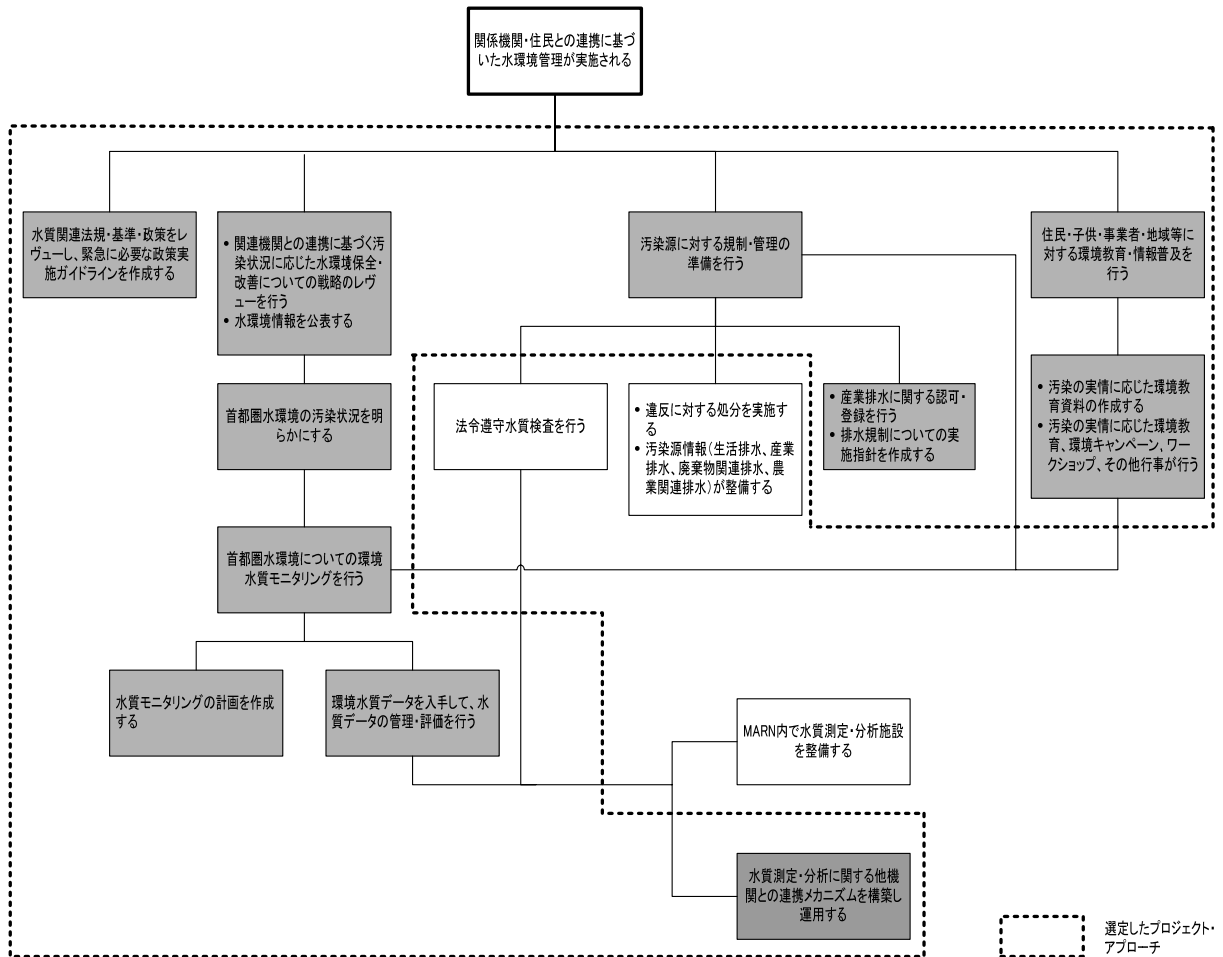 関係機関・住民との連携に基づ
いた水環境管理が実施される
水質関連法規・基準・政策をレ
ヴューし、緊急に必要な政策実
施ガイドラインを作成する
• 関連機関との連携に基づく汚
染状況に応じた水環境保全・
改善についての戦略のレヴ
ューを行う
• 水環境情報を公表する
汚染源に対する規制・管理の
準備を行う
住民・子供・事業者・地域等に
対する環境教育・情報普及を
行う
首都圏水環境の汚染状況を明
らかにする
法令遵守水質検査を行う
• 違反に対する処分を実施す
る
• 汚染源情報(生活排水、産業
排水、廃棄物関連排水、農
業関連排水)が整備する
• 産業排水に関する認可・
登録を行う
• 排水規制についての実
施指針を作成する
• 汚染の実情に応じた環境教
育資料の作成する
• 汚染の実情に応じた環境教
育、環境キャンペーン、ワー
クショップ、その他行事が行う
首都圏水環境についての環境
水質モニタリングを行う
水質モニタリングの計画を作成
する
環境水質データを入手して、水
質データの管理・評価を行う
MARN内で水質測定・分析施設
を整備する
水質測定・分析に関する他機
関との連携メカニズムを構築し
運用する
選定したプロジェクト・
アプローチ